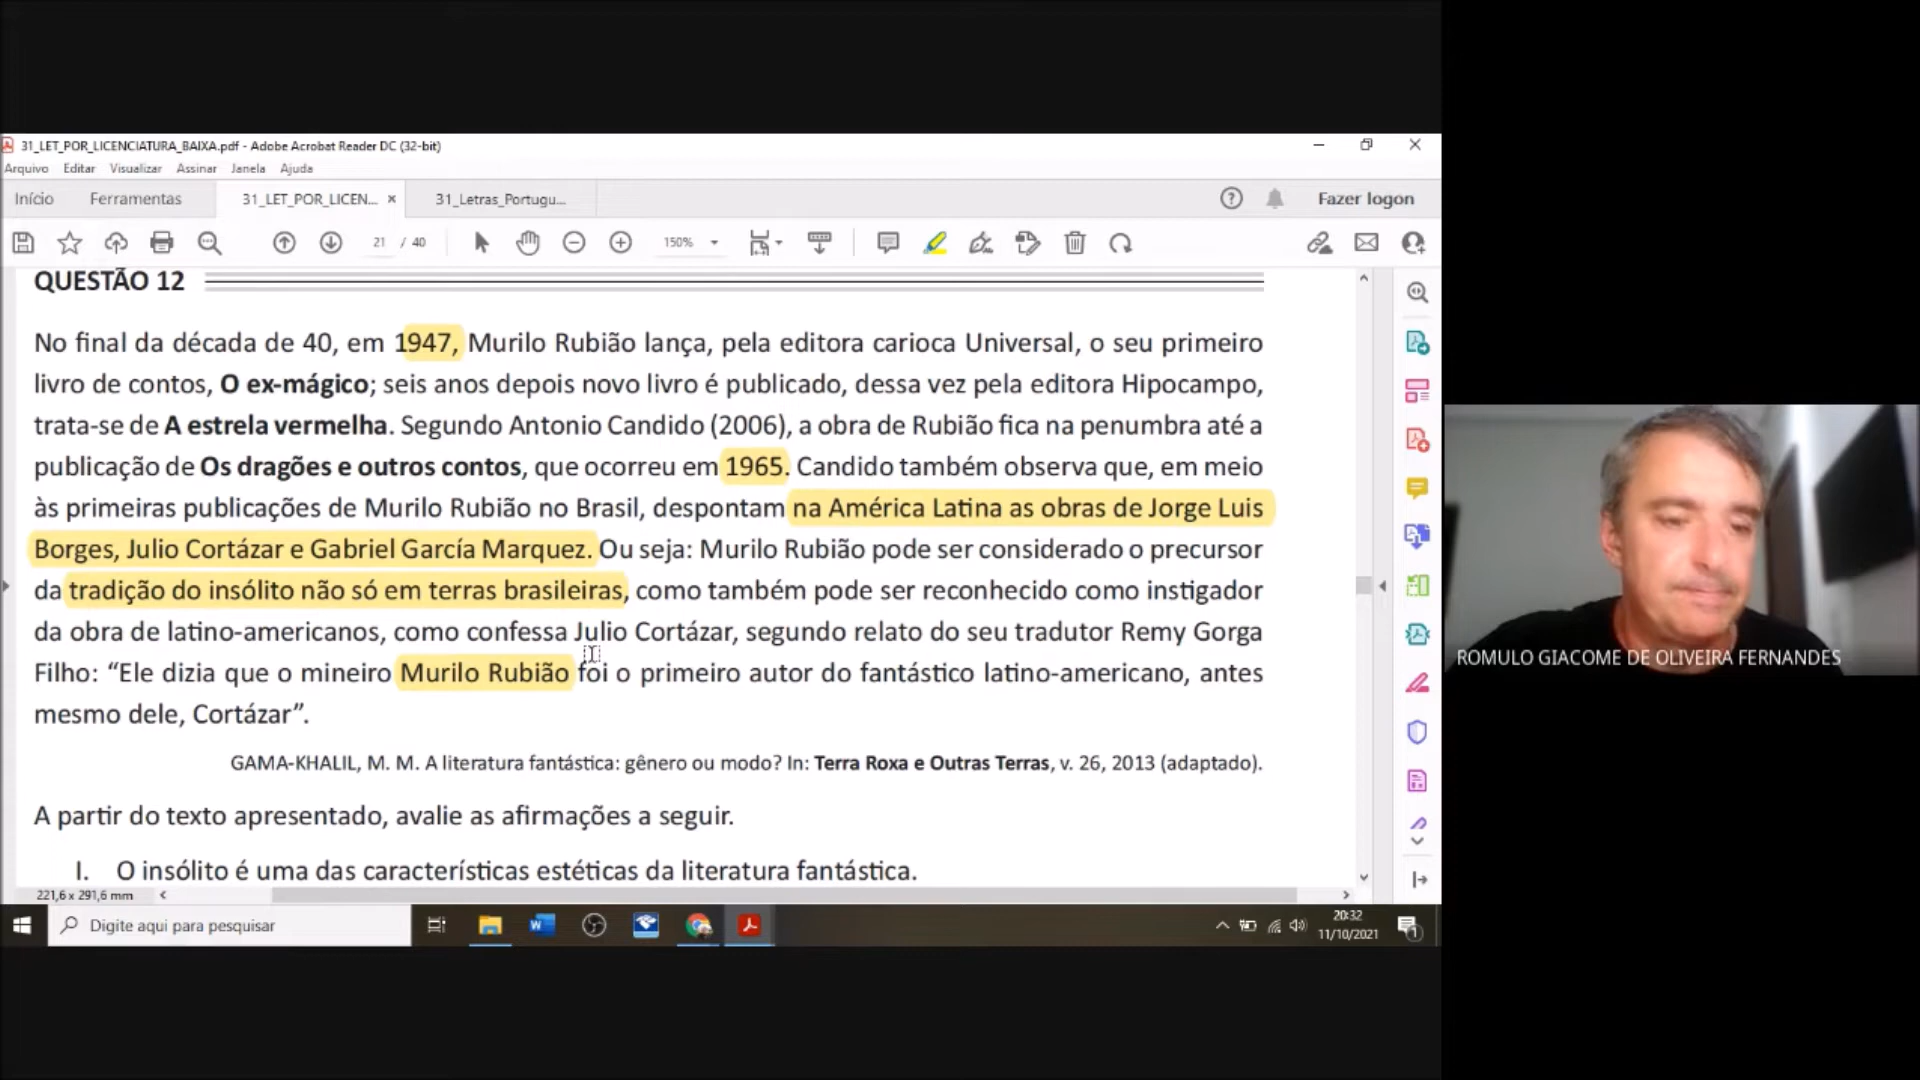 31_LET_POR_LICENCIATURA_BAIXA.pdf - Adobe Acrobat Reader DC (32-bit)
Arquivo Editar Visualizar Assinar Janela Ajuda
Início Ferramentas 31_LET_POR_LICEN... × 31_Letras_Portugu... Fazer logon
21 / 40 150%
QUESTÃO 12
No final da década de 40, em 1947, Murilo Rubião lança, pela editora carioca Universal, o seu primeiro
livro de contos, O ex-mágico; seis anos depois novo livro é publicado, dessa vez pela editora Hipocampo,
trata-se de A estrela vermelha. Segundo Antonio Candido (2006), a obra de Rubião fica na penumbra até a
publicação de Os dragões e outros contos, que ocorreu em 1965. Candido também observa que, em meio
às primeiras publicações de Murilo Rubião no Brasil, despontam na América Latina as obras de Jorge Luis
Borges, Julio Cortázar e Gabriel García Marquez. Ou seja: Murilo Rubião pode ser considerado o precursor
da tradição do insólito não só em terras brasileiras, como também pode ser reconhecido como instigador
da obra de latino-americanos, como confessa Julio Cortázar, segundo relato do seu tradutor Remy Gorga
Filho: “Ele dizia que o mineiro Murilo Rubião foi o primeiro autor do fantástico latino-americano, antes
mesmo dele, Cortázar”.
GAMA-KHALIL, M. M. A literatura fantástica: gênero ou modo? In: Terra Roxa e Outras Terras, v. 26, 2013 (adaptado).
A partir do texto apresentado, avalie as afirmações a seguir.
I. O insólito é uma das características estéticas da literatura fantástica.
221,6 x 291,6 mm
Digite aqui para pesquisar
20:32
11/10/2021
1
ROMULO GIACOME DE OLIVEIRA FERNANDES